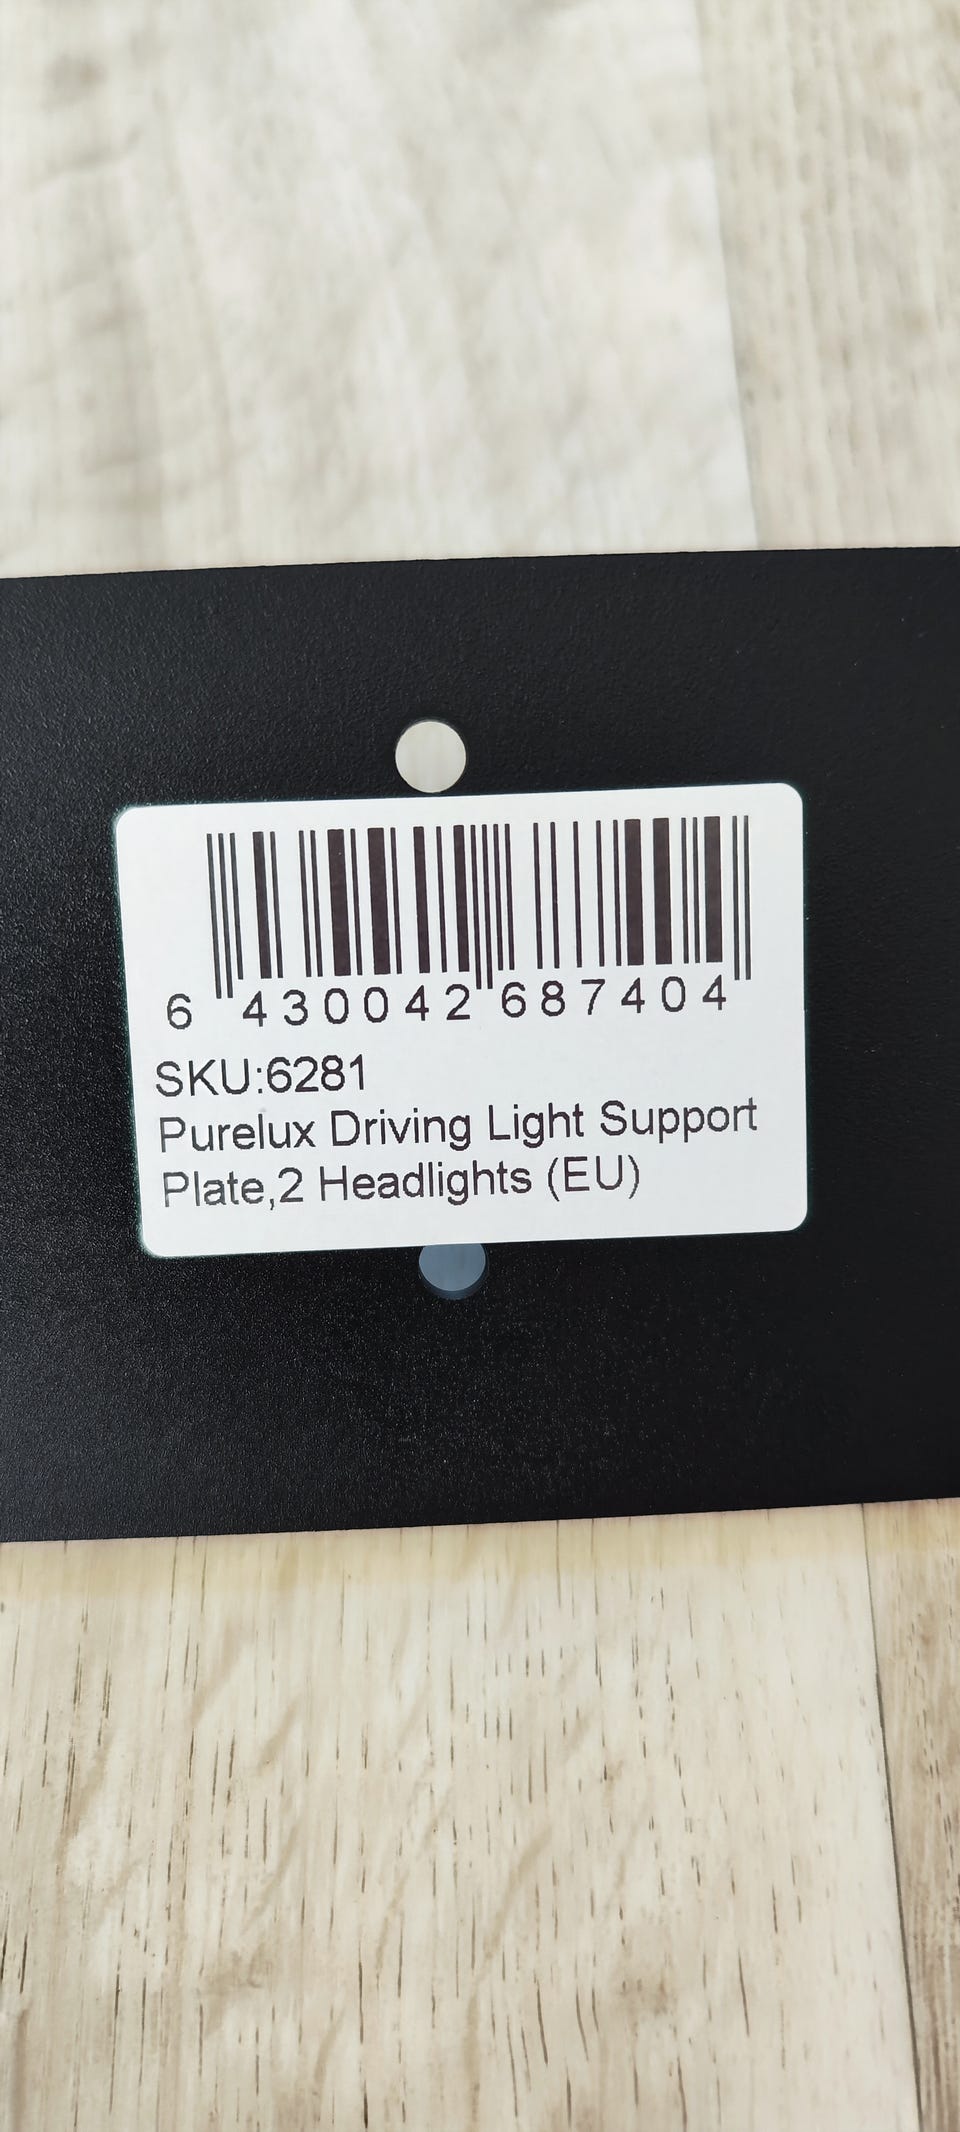 6 430042 687404
SKU:6281
Purelux Driving Light Support
Plate,2 Headlights (EU)